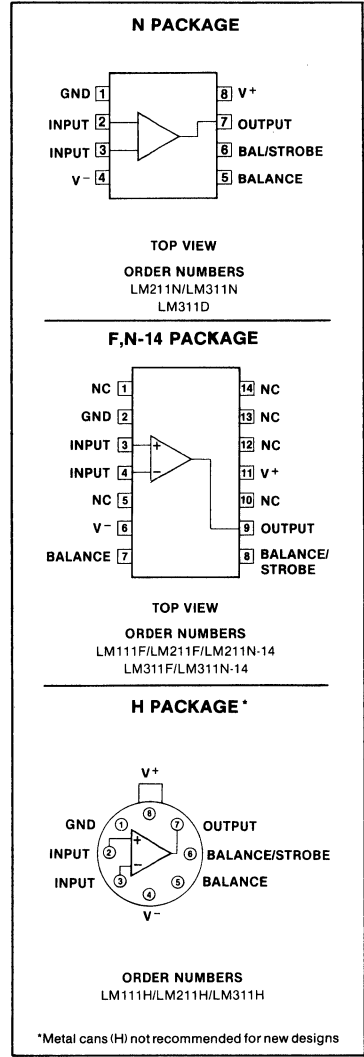 N PACKAGE
GND 1 8 V+
INPUT 2 7 OUTPUT
INPUT 3 6 BAL/STROBE
V− 4 5 BALANCE
TOP VIEW
ORDER NUMBERS
LM211N/LM311N
LM311D
F,N-14 PACKAGE
NC 1 14 NC
GND 2 13 NC
INPUT 3 + 12 NC
INPUT 4 − 11 V+
NC 5 10 NC
V− 6 9 OUTPUT
BALANCE 7 8 BALANCE/
STROBE
TOP VIEW
ORDER NUMBERS
LM111F/LM211F/LM211N-14
LM311F/LM311N-14
H PACKAGE*
V+
8
GND 1 7 OUTPUT
INPUT 2 + 6 BALANCE/STROBE
INPUT 3 − 5 BALANCE
4
V−
ORDER NUMBERS
LM111H/LM211H/LM311H
*Metal cans (H) not recommended for new designs